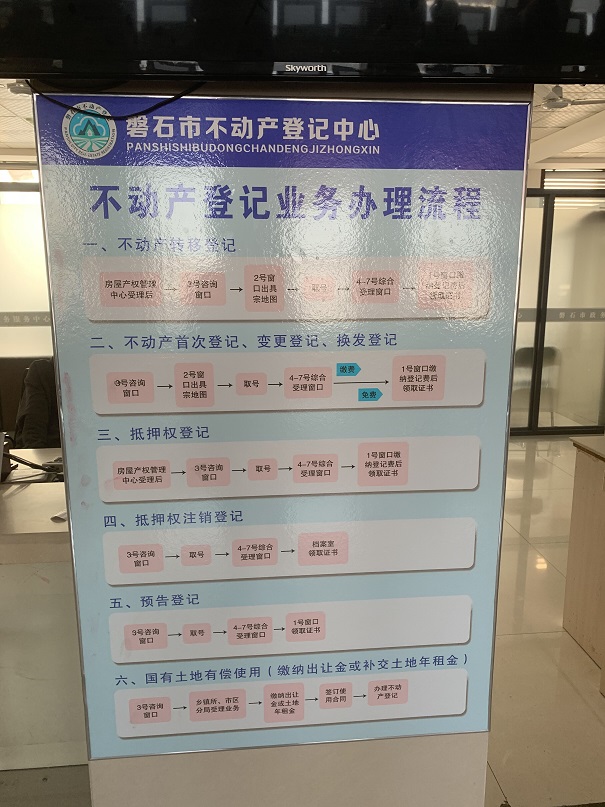 Skyworth
磐石市不动产登记中心
PANSHISHIBUDONGCHANDENGJIZHONGXIN
不动产登记业务办理流程
一、不动产转移登记
房屋产权管理
中心受理后
3号咨询
窗口
2号窗
口出具
宗地图
取号
4-7号综合
受理窗口
1号窗口缴
纳登记费后
领取证书
二、不动产首次登记、变更登记、换发登记
3号咨询
窗口
2号窗
口出具
宗地图
取号
4-7号综合
受理窗口
缴费
免费
1号窗口缴
纳登记费后
领取证书
三、抵押权登记
房屋产权管理
中心受理后
3号咨询
窗口
取号
4-7号综合
受理窗口
1号窗口缴
纳登记费后
领取证书
四、抵押权注销登记
3号咨询
窗口
取号
4-7号综合
受理窗口
档案室
领取证书
五、预告登记
3号咨询
窗口
取号
4-7号综合
受理窗口
1号窗口
领取证书
六、国有土地有偿使用（缴纳出让金或补交土地年租金）
3号咨询
窗口
乡镇所、市区
分局受理业务
缴纳出让
金或土地
年租金
签订使
用合同
办理不动
产登记